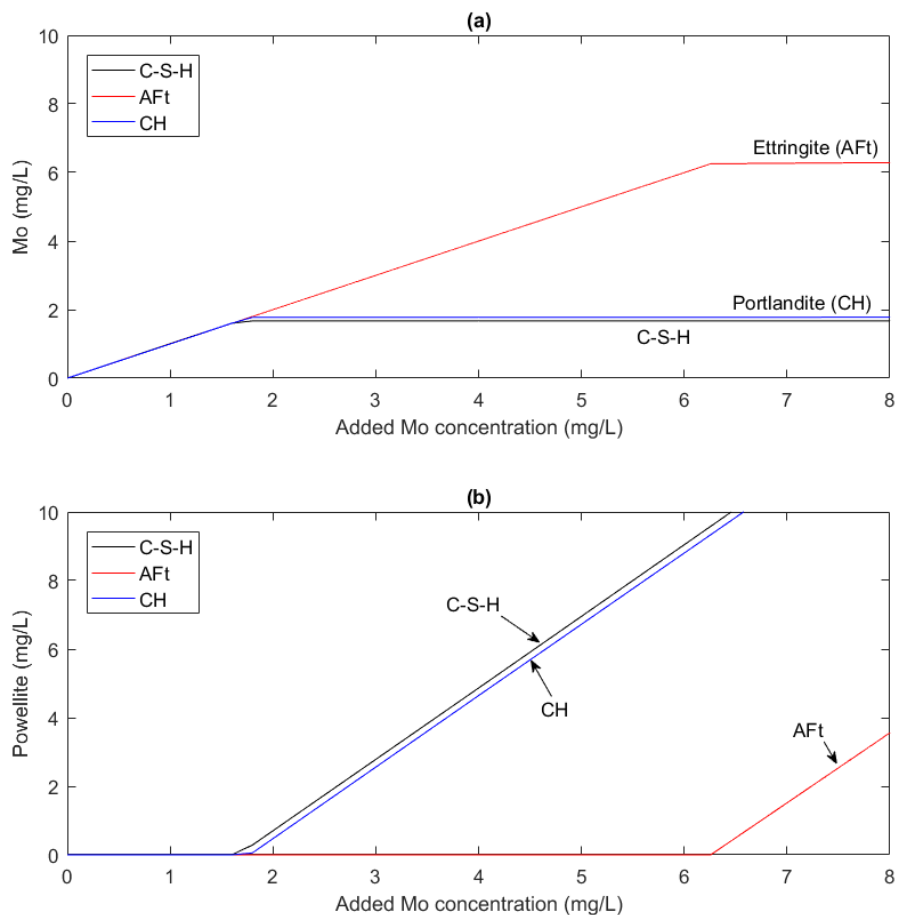 (a)
10
8
6
4
2
0
Mo (mg/L)
C-S-H
AFt
CH
Ettringite (AFt)
Portlandite (CH)
C-S-H
0 1 2 3 4 5 6 7 8
Added Mo concentration (mg/L)
(b)
10
8
6
4
2
0
Powellite (mg/L)
C-S-H
AFt
CH
C-S-H
CH
AFt
0 1 2 3 4 5 6 7 8
Added Mo concentration (mg/L)